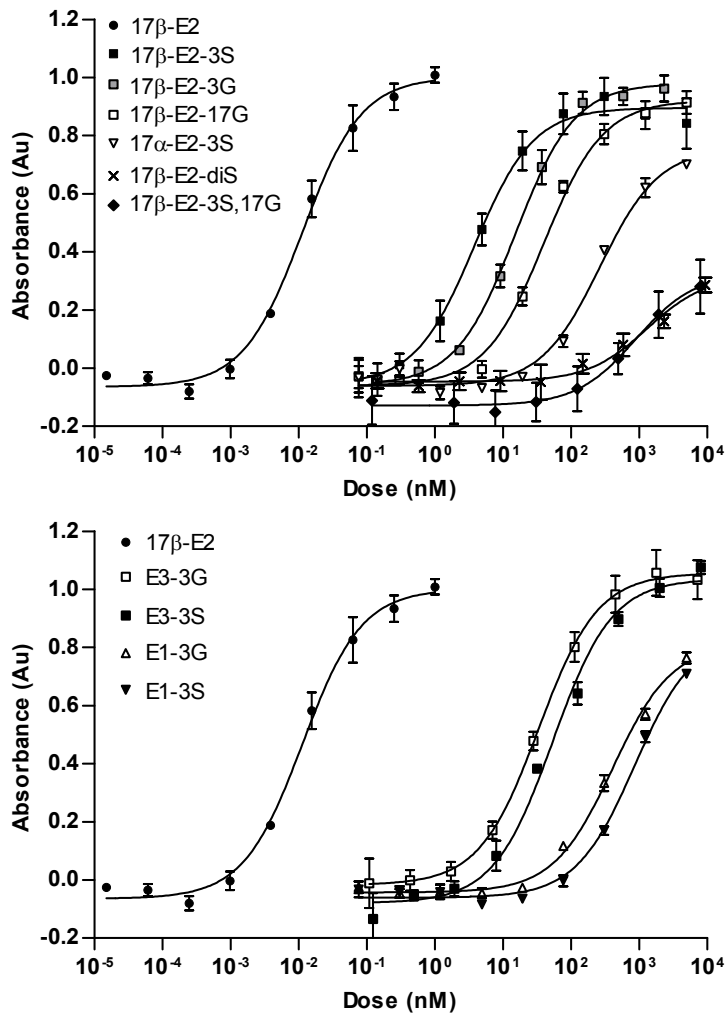 1.2
1.0
0.8
0.6
0.4
0.2
0.0
-0.2
Absorbance (Au)
17β-E2
17β-E2-3S
17β-E2-3G
17β-E2-17G
17α-E2-3S
17β-E2-diS
17β-E2-3S,17G
10⁻⁵ 10⁻⁴ 10⁻³ 10⁻² 10⁻¹ 10⁰ 10¹ 10² 10³ 10⁴
Dose (nM)
1.2
1.0
0.8
0.6
0.4
0.2
0.0
-0.2
Absorbance (Au)
17β-E2
E3-3G
E3-3S
E1-3G
E1-3S
10⁻⁵ 10⁻⁴ 10⁻³ 10⁻² 10⁻¹ 10⁰ 10¹ 10² 10³ 10⁴
Dose (nM)